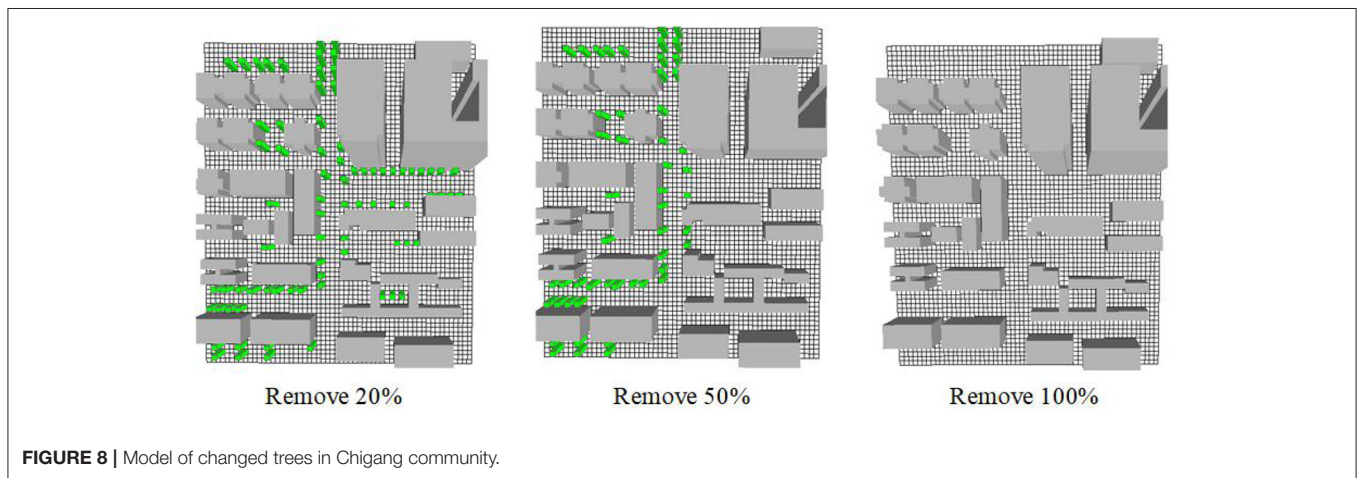 Remove 20%
Remove 50%
Remove 100%
FIGURE 8 | Model of changed trees in Chigang community.